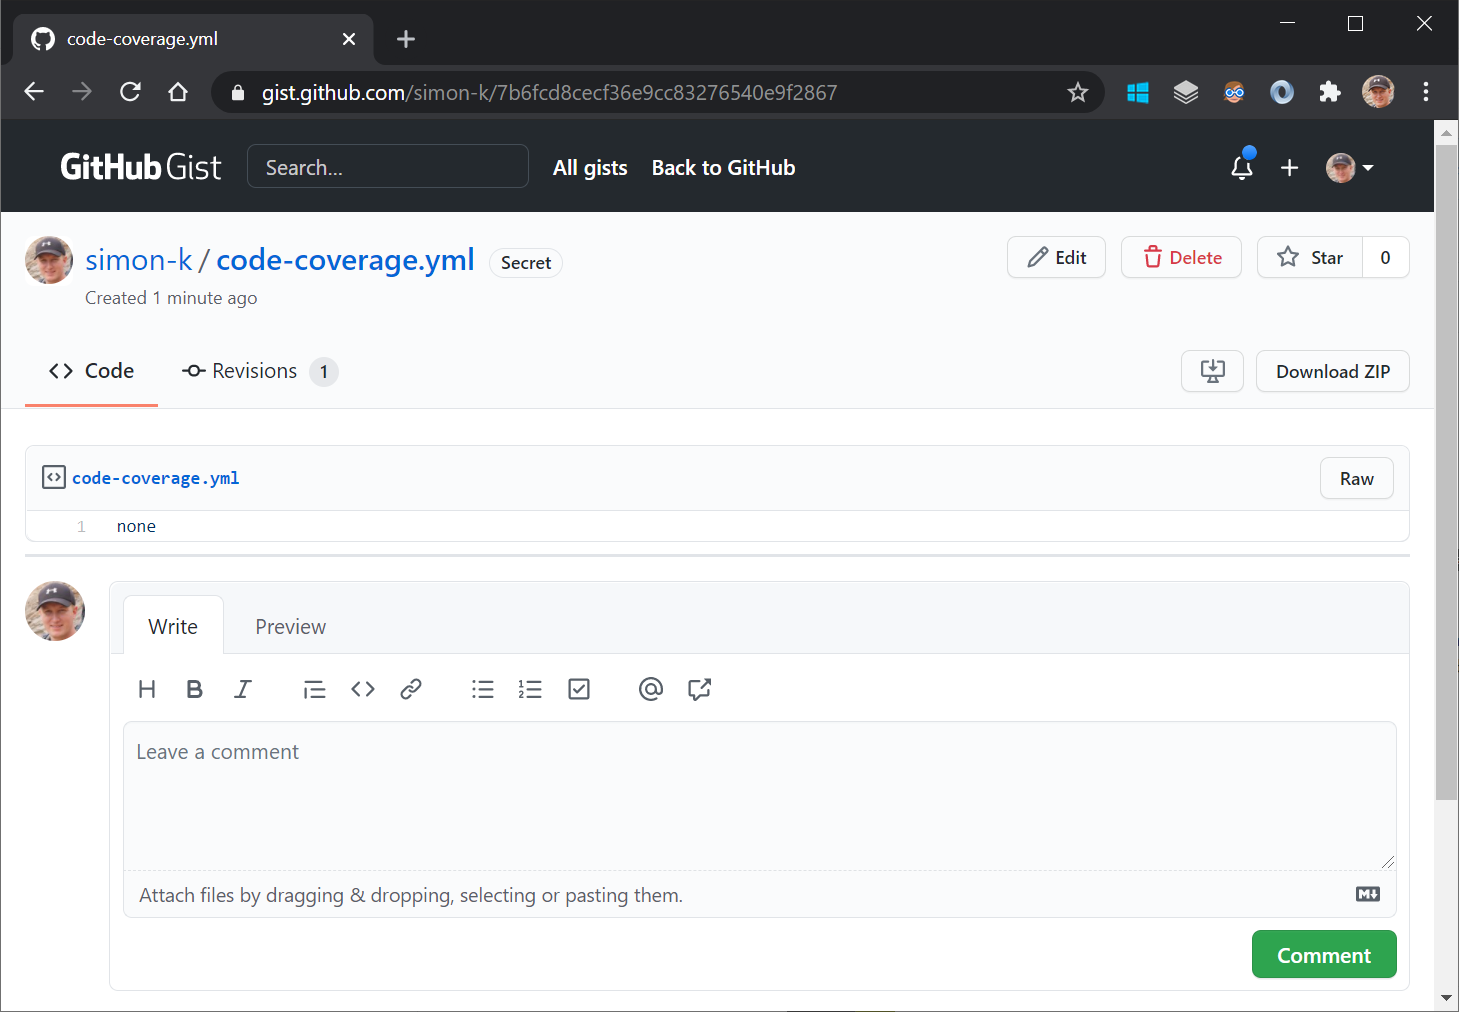 code-coverage.yml
gist.github.com/simon-k/7b6fcd8cecf36e9cc83276540e9f2867
GitHub Gist Search... All gists Back to GitHub
simon-k / code-coverage.yml Secret Edit Delete Star 0
Created 1 minute ago
Code Revisions 1 Download ZIP
code-coverage.yml Raw
1 none
Write Preview
Leave a comment
Attach files by dragging & dropping, selecting or pasting them.
Comment